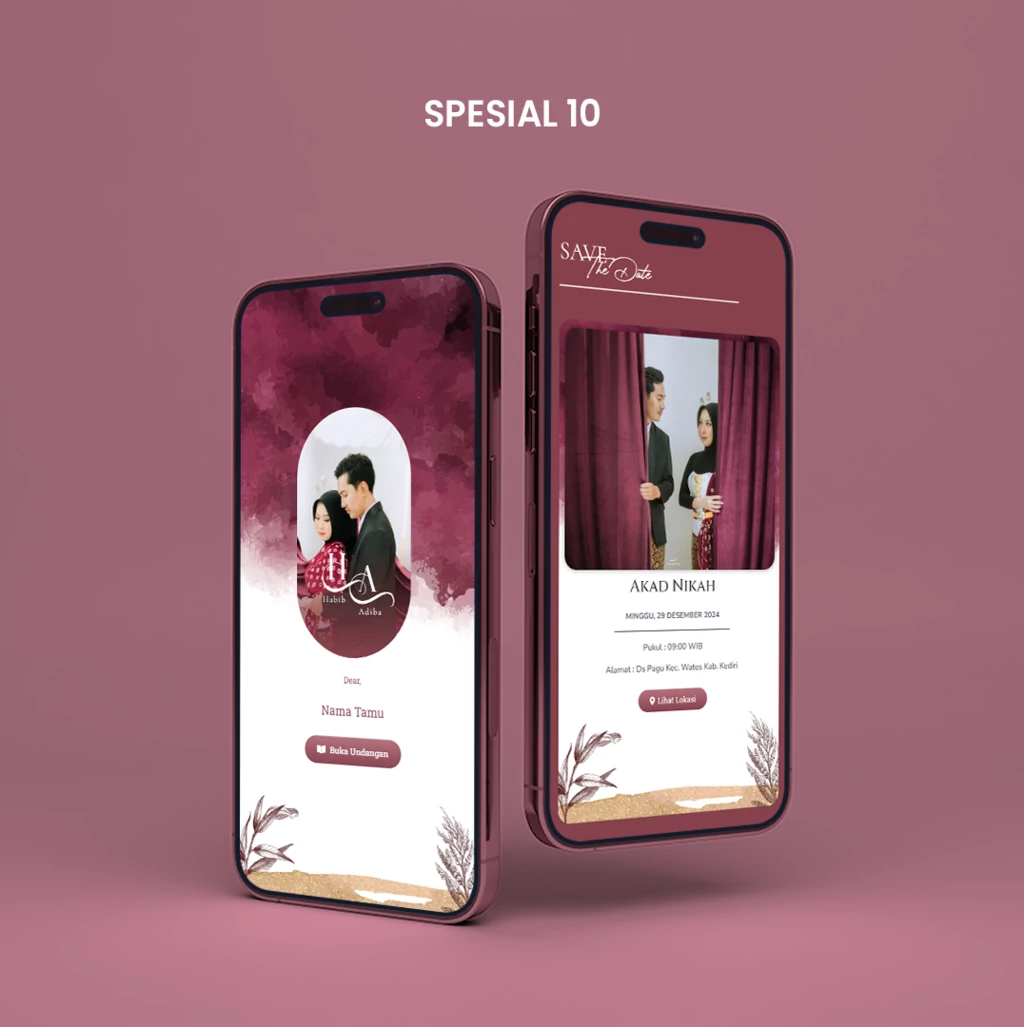 SPESIAL 10
SAVE
The Date
AKAD NIKAH
MINGGU, 29 DESEMBER 2024
Pukul : 09:00 WIB
Alamat : Ds Pagu Kec. Wates Kab. Kediri
Lihat Lokasi
H A
Habib
Adiba
Dear,
Nama Tamu
Buka Undangan